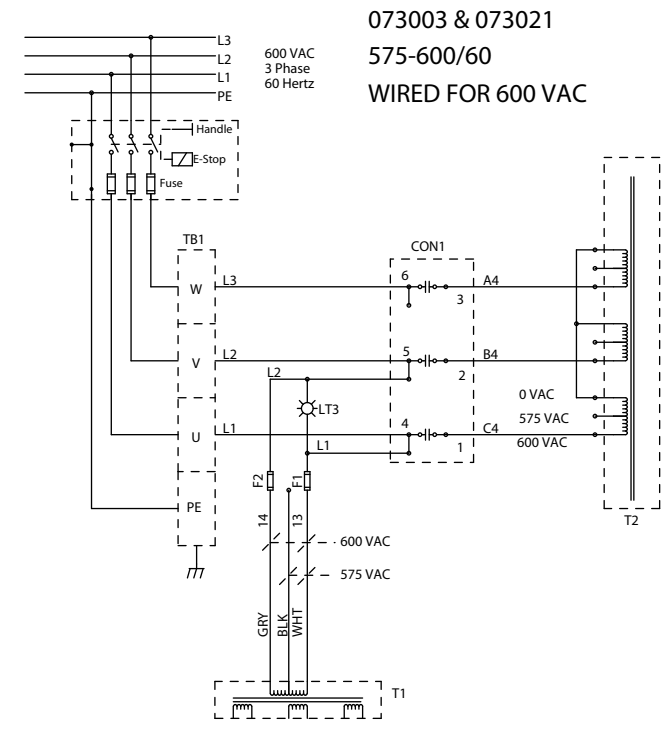 073003 & 073021
575-600/60
WIRED FOR 600 VAC
L3
L2
L1
PE
600 VAC
3 Phase
60 Hertz
Handle
E-Stop
Fuse
TB1
CON1
W
L3
6
3
A4
V
L2
5
2
B4
L2
LT3
0 VAC
575 VAC
600 VAC
U
L1
4
1
C4
L1
F2
F1
PE
14
13
600 VAC
575 VAC
GRY
BLK
WHT
T2
T1